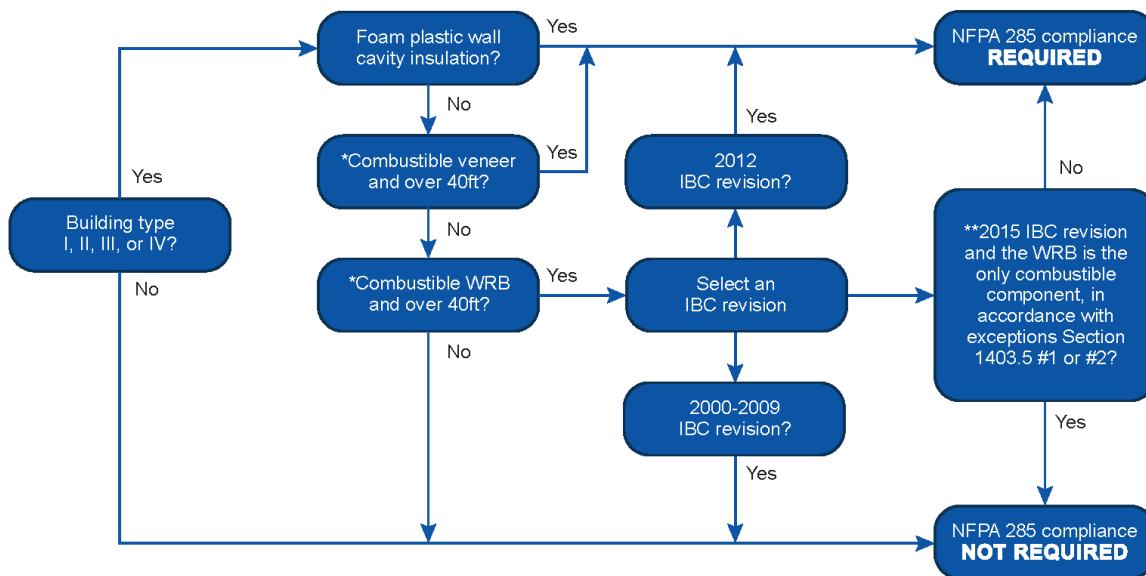 Foam plastic wall
cavity insulation?
Yes
NFPA 285 compliance
REQUIRED
No
Yes
*Combustible veneer
and over 40ft?
Yes
2012
IBC revision?
Yes
No
Building type
I, II, III, or IV?
No
No
**2015 IBC revision
and the WRB is the
only combustible
component, in
accordance with
exceptions Section
1403.5 #1 or #2?
*Combustible WRB
and over 40ft?
Yes
Select an
IBC revision
No
2000-2009
IBC revision?
Yes
Yes
NFPA 285 compliance
NOT REQUIRED